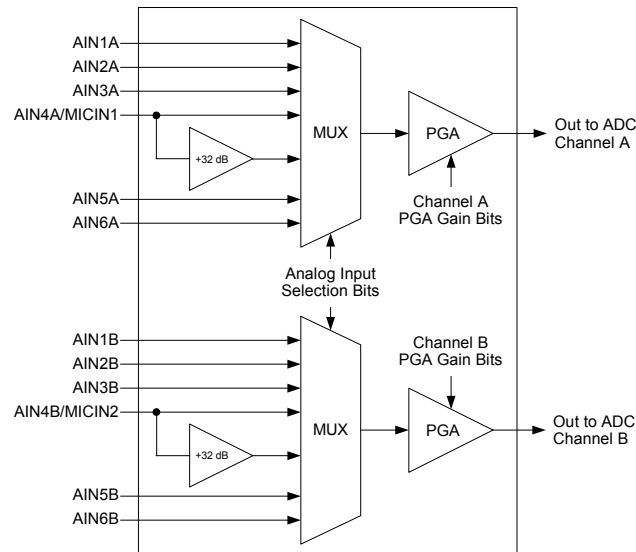 AIN1A
AIN2A
AIN3A
AIN4A/MICIN1
+32 dB
AIN5A
AIN6A
MUX
PGA
Out to ADC
Channel A
Channel A
PGA Gain Bits
Analog Input
Selection Bits
AIN1B
AIN2B
AIN3B
AIN4B/MICIN2
+32 dB
AIN5B
AIN6B
MUX
Channel B
PGA Gain Bits
PGA
Out to ADC
Channel B